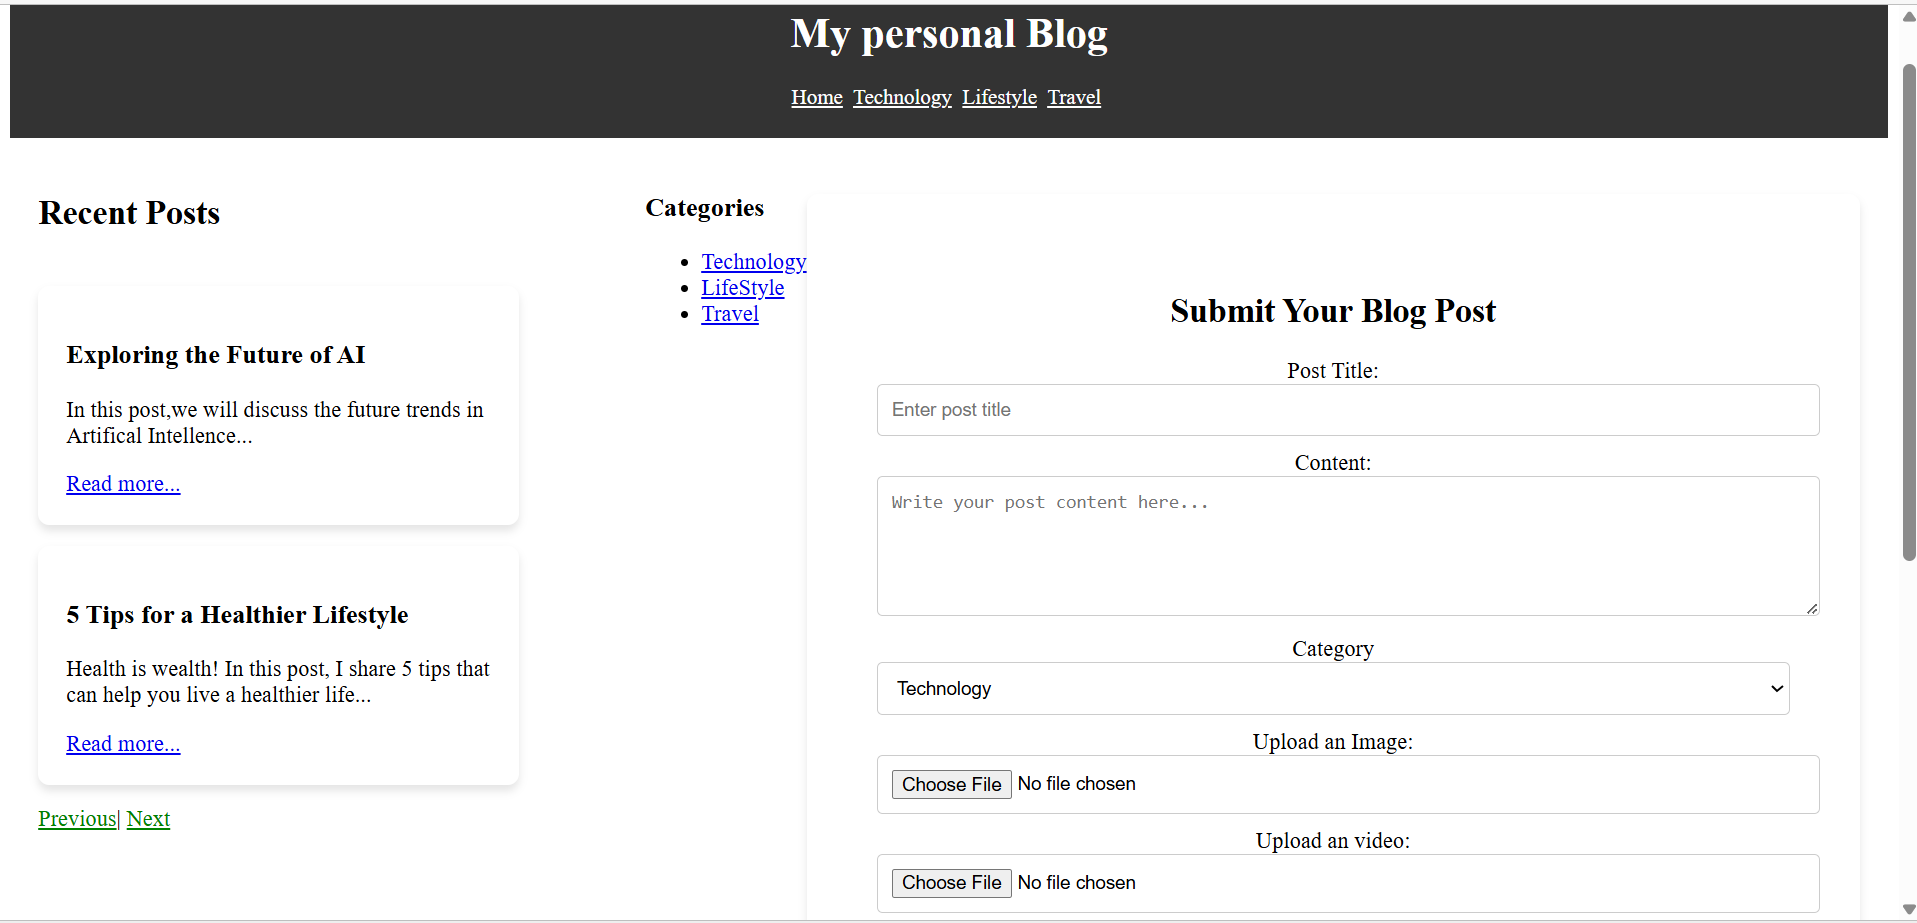 My personal Blog
Home Technology Lifestyle Travel
Recent Posts
Exploring the Future of AI
In this post,we will discuss the future trends in
Artifical Intellence...
Read more...
5 Tips for a Healthier Lifestyle
Health is wealth! In this post, I share 5 tips that
can help you live a healthier life...
Read more...
Previous| Next
Categories
Technology
LifeStyle
Travel
Submit Your Blog Post
Post Title:
Enter post title
Content:
Write your post content here...
Category
Technology
Upload an Image:
Choose File No file chosen
Upload an video:
Choose File No file chosen